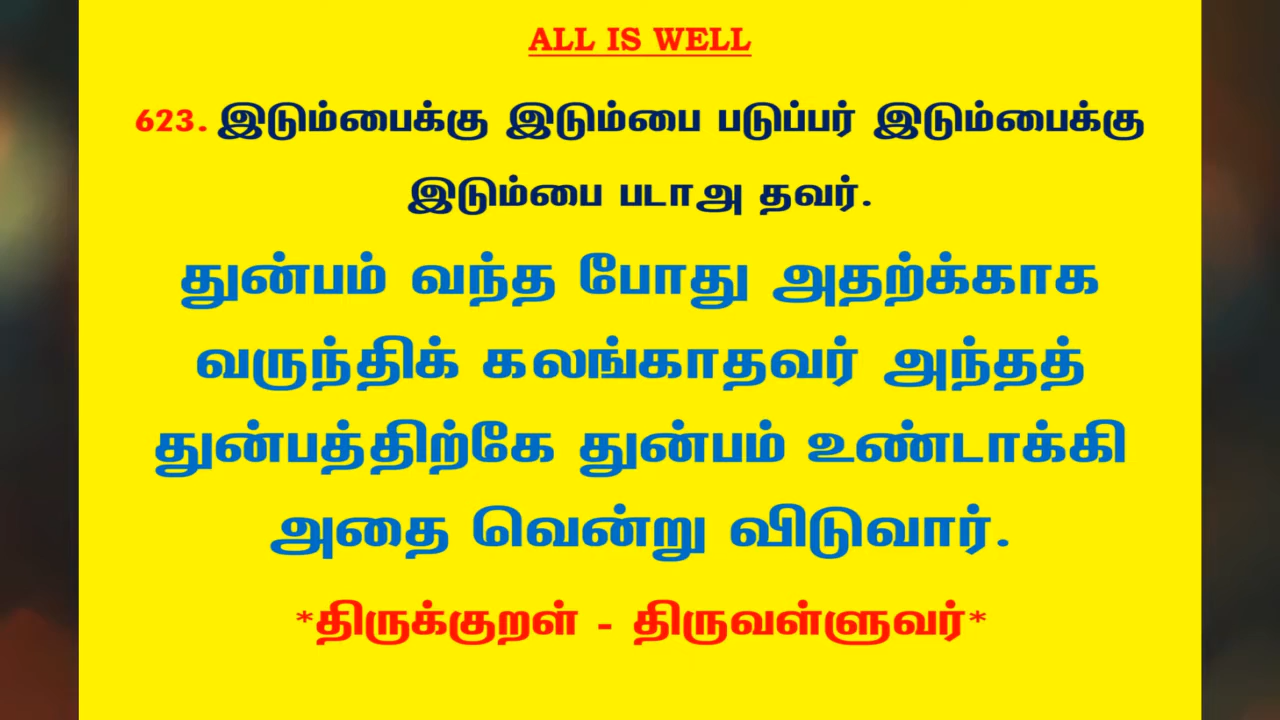 ALL IS WELL
623. இடும்பைக்கு இடும்பை படுப்பர் இடும்பைக்கு
இடும்பை படாஅ தவர்.
துன்பம் வந்த போது அதற்க்காக
வருந்திக் கலங்காதவர் அந்தத்
துன்பத்திற்கே துன்பம் உண்டாக்கி
அதை வென்று விடுவார்.
*திருக்குறள் - திருவள்ளுவர்*